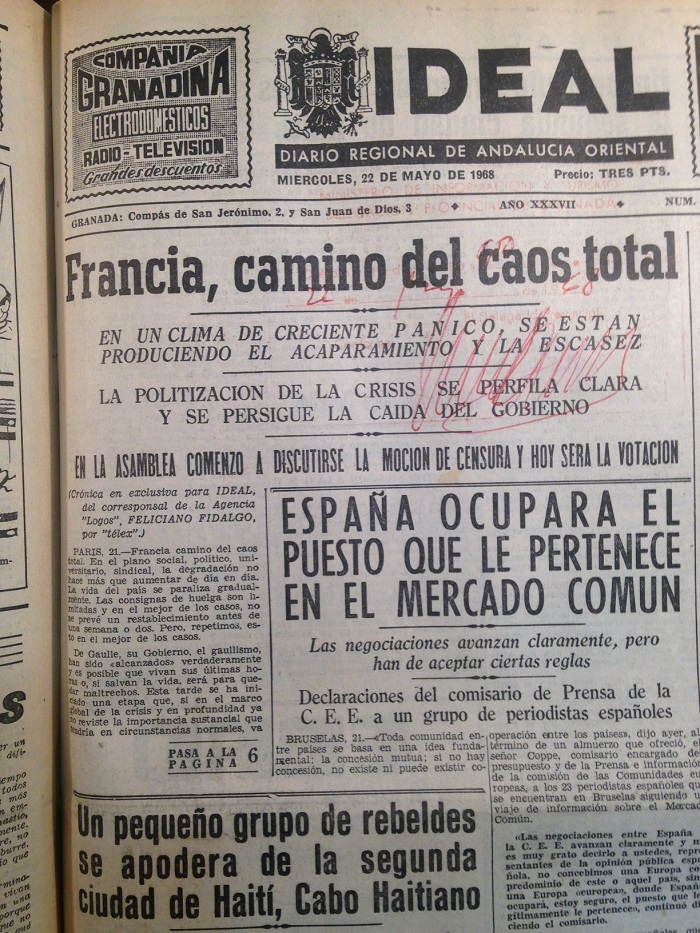 COMPAÑIA
GRANADINA
ELECTRODOMESTICOS
RADIO - TELEVISION
Grandes descuentos
IDEAL
DIARIO REGIONAL DE ANDALUCIA ORIENTAL
MIERCOLES, 22 DE MAYO DE 1968 Precio: TRES PTS.
MINISTERIO DE INFORMACION Y TURISMO
GRANADA: Compás de San Jerónimo, 2, y San Juan de Dios, 3 ◆ AÑO XXXVII ◆ NUM.
Francia, camino del caos total
EN UN CLIMA DE CRECIENTE PANICO, SE ESTAN
PRODUCIENDO EL ACAPARAMIENTO Y LA ESCASEZ
LA POLITIZACION DE LA CRISIS SE PERFILA CLARA
Y SE PERSIGUE LA CAIDA DEL GOBIERNO
EN LA ASAMBLEA COMENZO A DISCUTIRSE LA MOCION DE CENSURA Y HOY SERA LA VOTACION
(Crónica en exclusiva para IDEAL,
del corresponsal de la Agencia
"Logos", FELICIANO FIDALGO,
por "télex".)
PARIS, 21.—Francia camino del caos
total. En el plano social, político, uni-
versitario, sindical, la degradación no
hace más que aumentar de día en día.
La vida del país se paraliza gradual-
mente. Las consignas de huelga son ili-
mitadas y en el mejor de los casos, no
se prevé un restablecimiento antes de
una semana o dos. Pero, repetimos, es-
to en el mejor de los casos.
De Gaulle, su Gobierno, el gaullismo,
han sido «alcanzados» verdaderamente
y es posible que vivan sus últimas ho-
ras o, si salvan la vida, será para que-
dar maltrechos. Esta tarde se ha ini-
ciado una etapa que, si en el marco
global de la crisis y en profundidad ya
no reviste la importancia sustancial que
tendría en circunstancias normales, va
PASA A LA
PAGINA 6
ESPAÑA OCUPARA EL
PUESTO QUE LE PERTENECE
EN EL MERCADO COMUN
Las negociaciones avanzan claramente, pero
han de aceptar ciertas reglas
Declaraciones del comisario de Prensa de la
C. E. E. a un grupo de periodistas españoles
BRUSELAS, 21.—«Toda comunidad en-
tre países se basa en una idea funda-
mental: la concesión mutua; si no hay
concesión, no existe ni puede existir co-
operación entre los países», dijo ayer, al
término de un almuerzo que ofreció, el
señor Coppe, comisario encargado de
presupuesto y de la Prensa e información
de la comisión de las Comunidades eu-
ropeas, a los 23 periodistas españoles que
se encuentran en Bruselas siguiendo un
viaje de información sobre el Merca
Común.
«Las negociaciones entre España
la C. E. E. avanzan claramente y m
es muy grato decirlo a ustedes, repre
sentantes de la opinión pública espa
ñola, no concebimos una Europa con
predominio de este o aquel país, sin
una Europa «europea», donde Españ
ocupará, estoy seguro, el puesto que le
gítimamente le pertenece», continuó di
Un pequeño grupo de rebeldes
se apodera de la segunda
ciudad de Haití, Cabo Haitiano